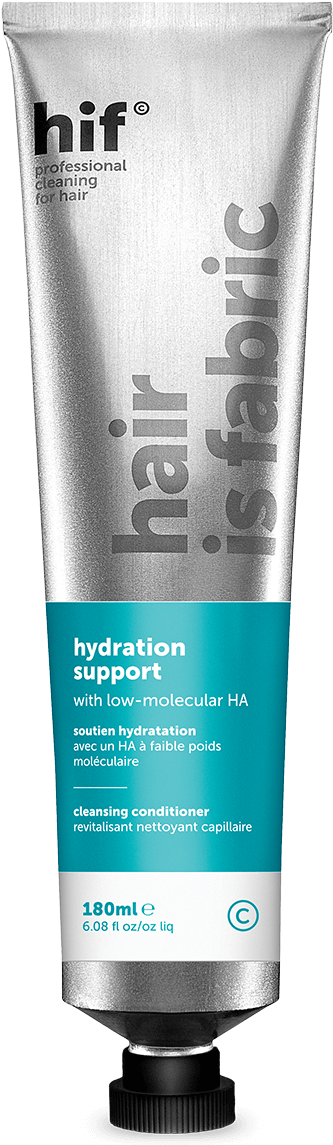 hif©
professional
cleaning
for hair
hair
is fabric
hydration
support
with low-molecular HA
soutien hydratation
avec un HA à faible poids
moléculaire
cleansing conditioner
revitalisant nettoyant capillaire
180ml e
6.08 fl oz/oz liq
©